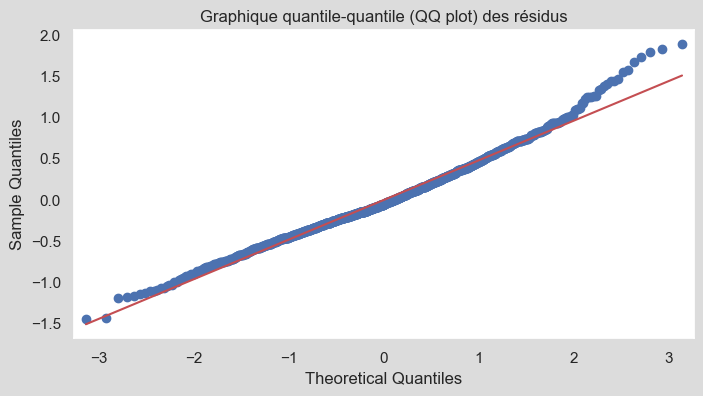 Graphique quantile-quantile (QQ plot) des résidus
2.0
1.5
1.0
0.5
0.0
−0.5
−1.0
−1.5
Sample Quantiles
−3 −2 −1 0 1 2 3
Theoretical Quantiles